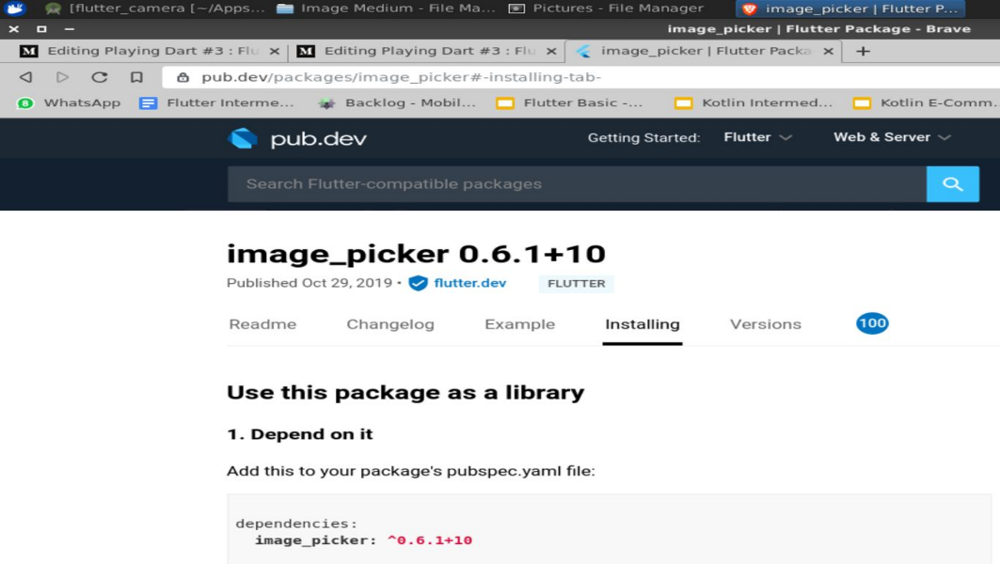 [flutter_camera [~/Apps... Image Medium - File Ma... Pictures - File Manager image_picker | Flutter P...
image_picker | Flutter Package - Brave
Editing Playing Dart #3 : Flu Editing Playing Dart #3 : Flu image_picker | Flutter Packa
pub.dev/packages/image_picker#-installing-tab-
WhatsApp Flutter Interme... Backlog - Mobil... Flutter Basic -... Kotlin Intermed... Kotlin E-Comm.
pub.dev Getting Started: Flutter Web & Server
Search Flutter-compatible packages
image_picker 0.6.1+10
Published Oct 29, 2019 • flutter.dev FLUTTER
Readme Changelog Example Installing Versions 100
Use this package as a library
1. Depend on it
Add this to your package's pubspec.yaml file:
dependencies:
image_picker: ^0.6.1+10